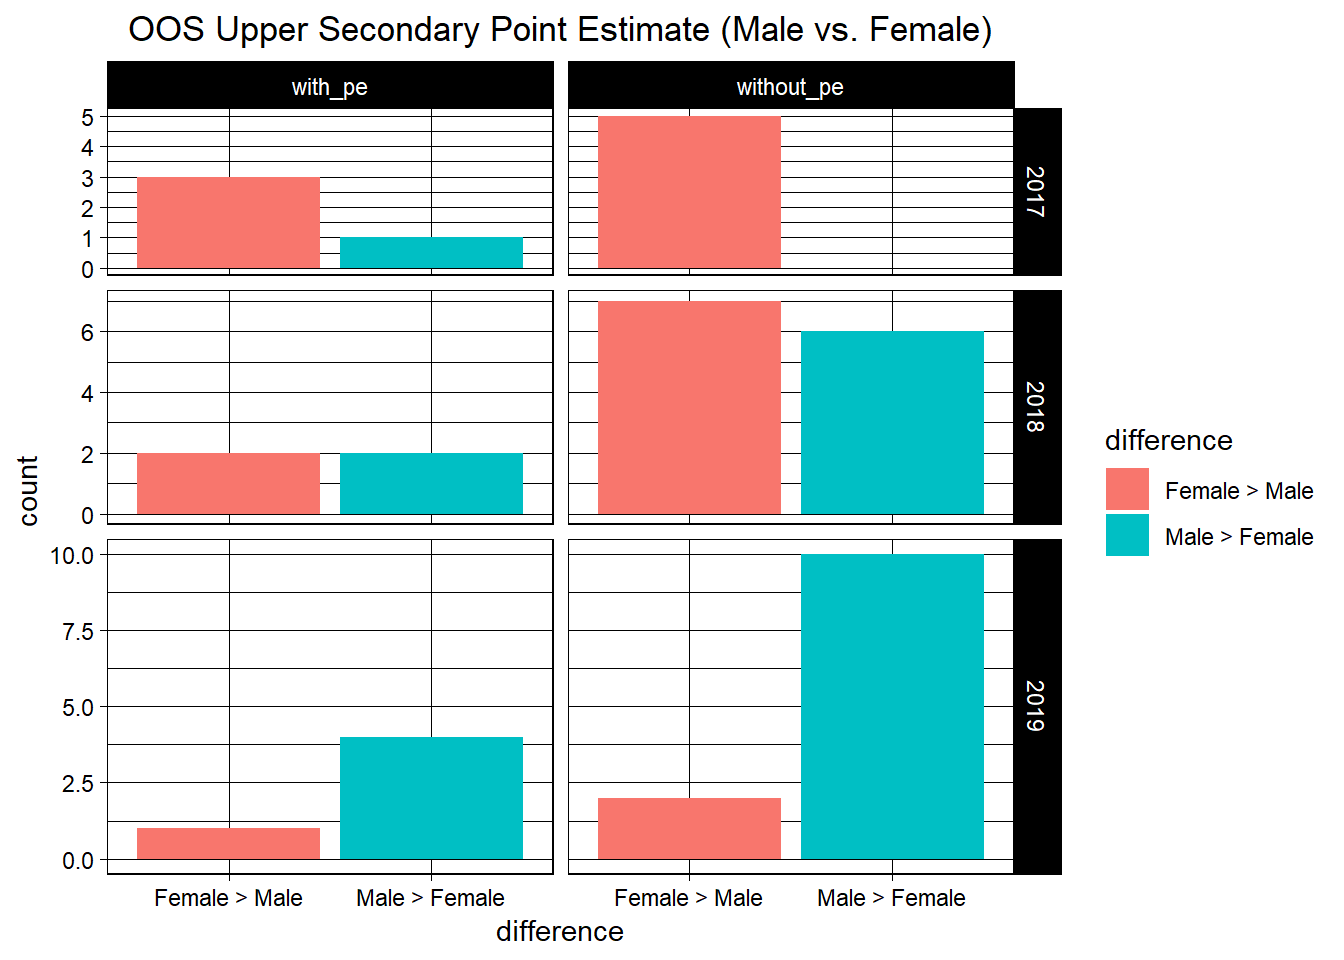 OOS Upper Secondary Point Estimate (Male vs. Female)
with_pe
without_pe
5
4
3
2
1
0
2017
6
4
2
0
2018
10.0
7.5
5.0
2.5
0.0
2019
count
Female > Male
Male > Female
Female > Male
Male > Female
difference
difference
Female > Male
Male > Female